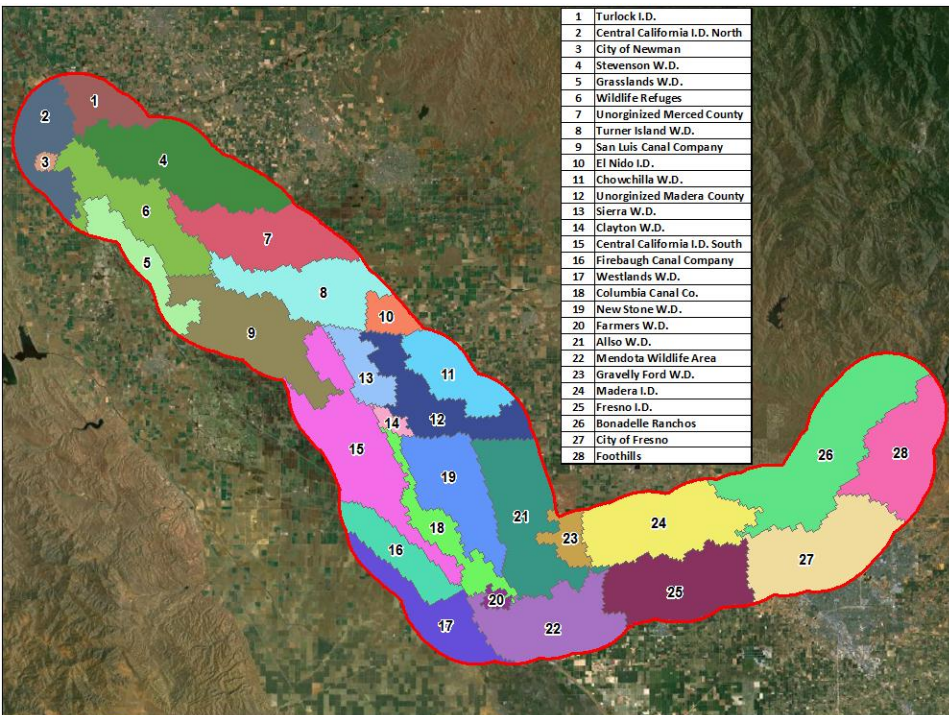 1 Turlock I.D.
2 Central California I.D. North
3 City of Newman
4 Stevenson W.D.
5 Grasslands W.D.
6 Wildlife Refuges
7 Unorginized Merced County
8 Turner Island W.D.
9 San Luis Canal Company
10 El Nido I.D.
11 Chowchilla W.D.
12 Unorginized Madera County
13 Sierra W.D.
14 Clayton W.D.
15 Central California I.D. South
16 Firebaugh Canal Company
17 Westlands W.D.
18 Columbia Canal Co.
19 New Stone W.D.
20 Farmers W.D.
21 Allso W.D.
22 Mendota Wildlife Area
23 Gravelly Ford W.D.
24 Madera I.D.
25 Fresno I.D.
26 Bonadelle Ranchos
27 City of Fresno
28 Foothills
1
2
3
4
6
7
5
8
10
9
11
13
12
14
15
19
26
28
21
18
24
23
16
27
25
20
17
22